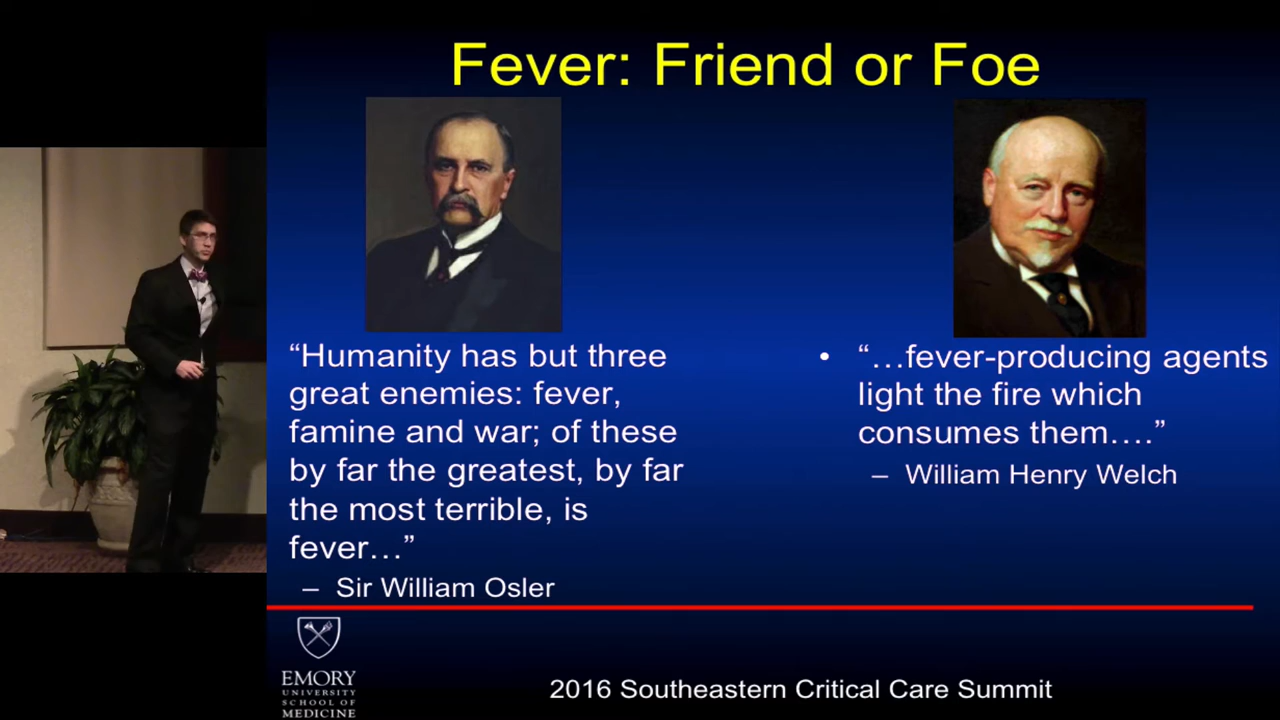 Fever: Friend or Foe
“Humanity has but three
great enemies: fever,
famine and war; of these
by far the greatest, by far
the most terrible, is
fever…”
– Sir William Osler
• “…fever-producing agents
light the fire which
consumes them….”
– William Henry Welch
EMORY
UNIVERSITY
SCHOOL OF
MEDICINE
2016 Southeastern Critical Care Summit